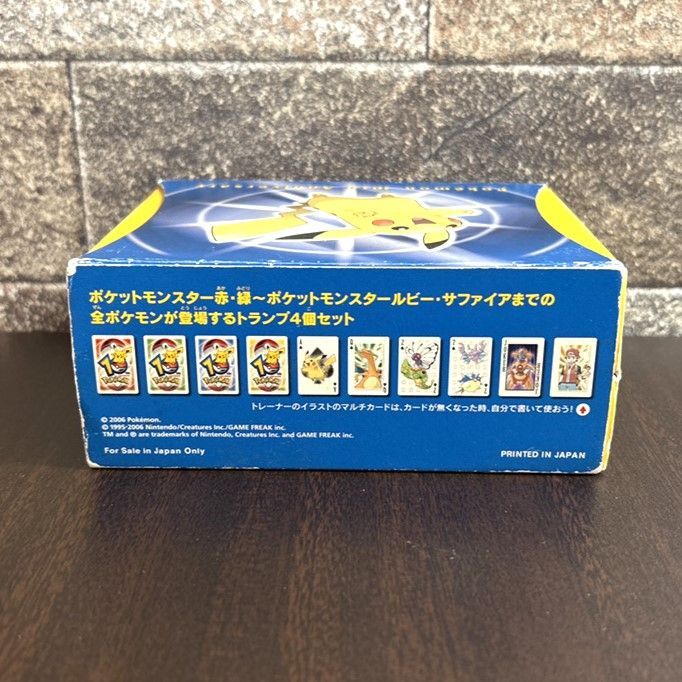 Pokémon 10th Anniversary
ポケットモンスター赤・緑～ポケットモンスタールビー・サファイアまでの
全ポケモンが登場するトランプ4個セット
トレーナーのイラストのマルチカードは、カードが無くなった時、自分で書いて使おう!
© 2006 Pokémon.
© 1995-2006 Nintendo/Creatures Inc./GAME FREAK inc.
TM and ® are trademarks of Nintendo, Creatures Inc. and GAME FREAK inc.
For Sale in Japan Only
PRINTED IN JAPAN